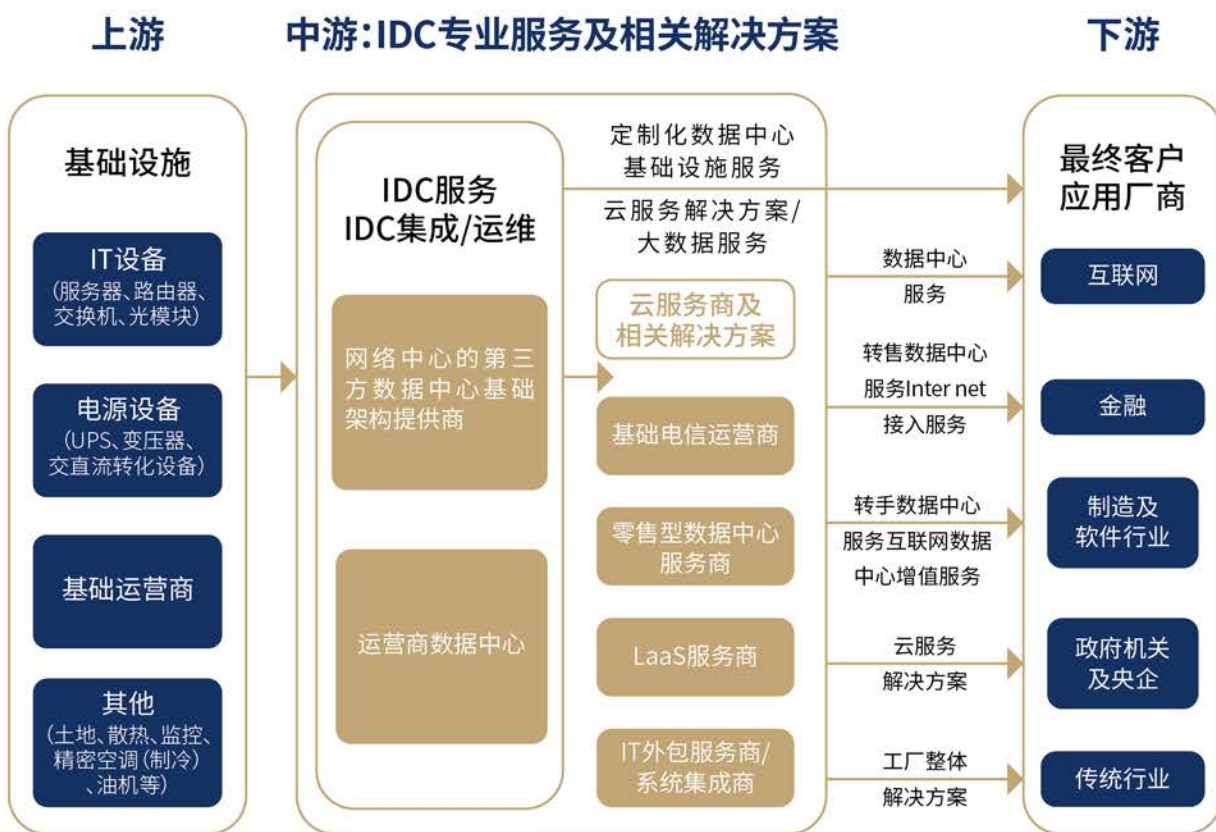 上游
中游:IDC专业服务及相关解决方案
下游
基础设施
IT设备
(服务器、路由器、
交换机、光模块)
电源设备
(UPS、变压器、
交直流转化设备)
基础运营商
其他
(土地、散热、监控、
精密空调(制冷)
、油机等)
IDC服务
IDC集成/运维
网络中心的第三
方数据中心基础
架构提供商
运营商数据中心
定制化数据中心
基础设施服务
云服务解决方案/
大数据服务
云服务商及
相关解决方案
基础电信运营商
零售型数据中心
服务商
LaaS服务商
IT外包服务商/
系统集成商
数据中心
服务
转售数据中心
服务Inter net
接入服务
转手数据中心
服务互联网数据
中心增值服务
云服务
解决方案
工厂整体
解决方案
最终客户
应用厂商
互联网
金融
制造及
软件行业
政府机关
及央企
传统行业